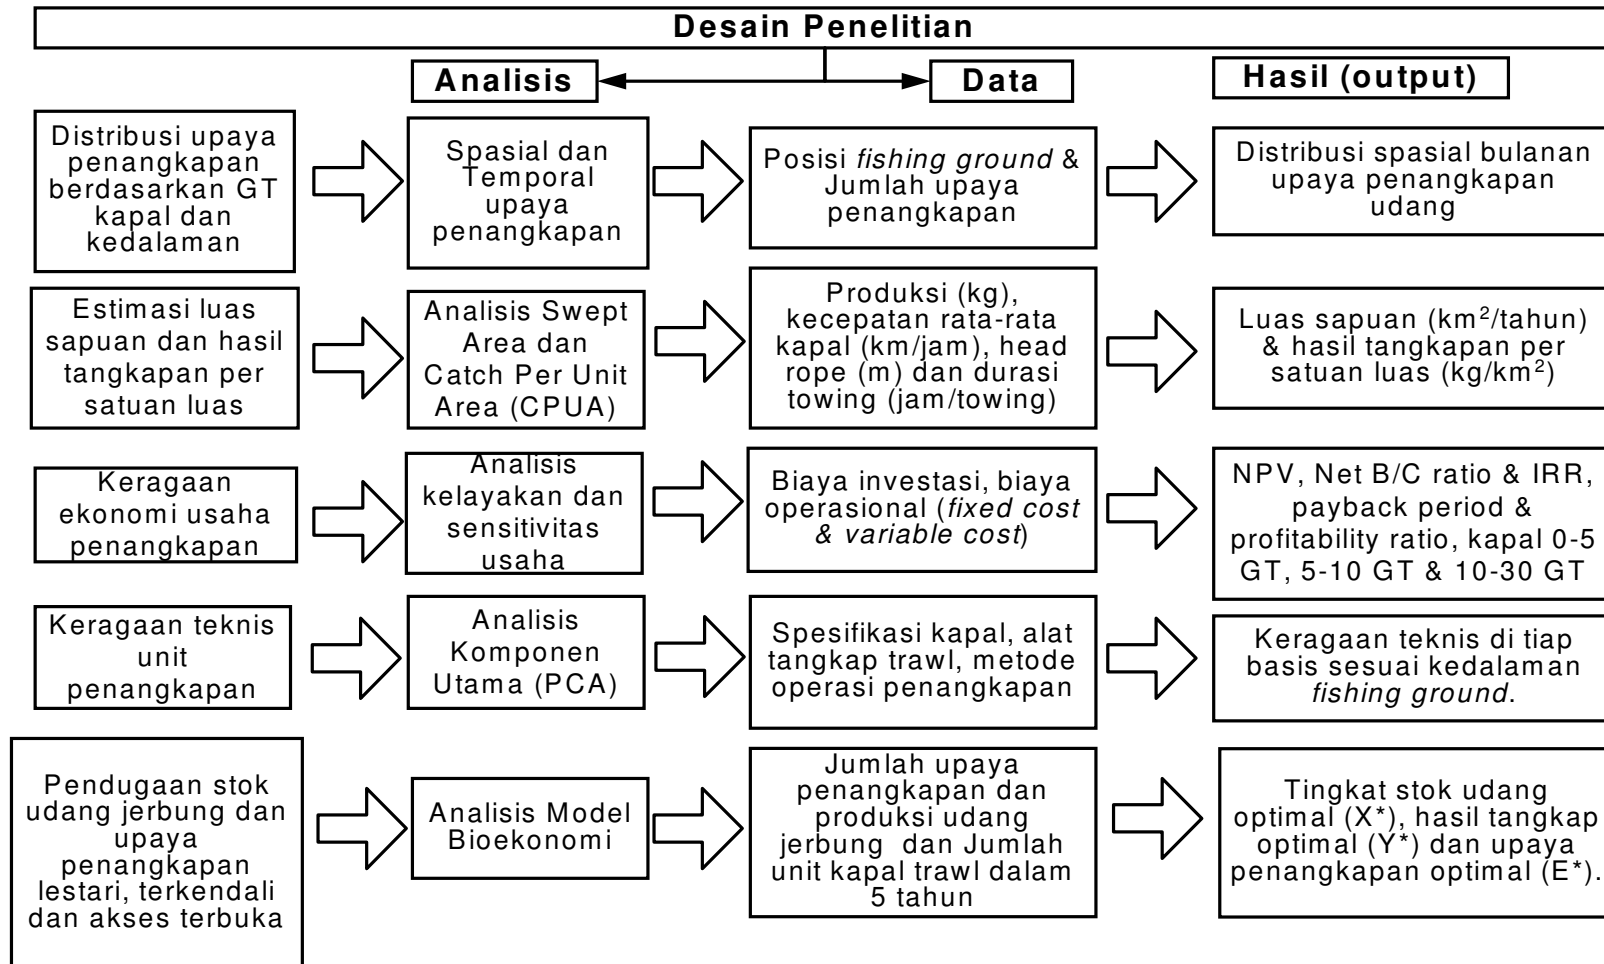 Desain Penelitian
Analisis
Data
Hasil (output)
Distribusi upaya
penangkapan
berdasarkan GT
kapal dan
kedalaman
Spasial dan
Temporal
upaya
penangkapan
Posisi fishing ground &
Jumlah upaya
penangkapan
Distribusi spasial bulanan
upaya penangkapan
udang
Estimasi luas
sapuan dan hasil
tangkapan per
satuan luas
Analisis Swept
Area dan
Catch Per Unit
Area (CPUA)
Produksi (kg),
kecepatan rata-rata
kapal (km/jam), head
rope (m) dan durasi
towing (jam/towing)
Luas sapuan (km²/tahun)
& hasil tangkapan per
satuan luas (kg/km²)
Keragaan
ekonomi usaha
penangkapan
Analisis
kelayakan dan
sensitivitas
usaha
Biaya investasi, biaya
operasional (fixed cost
& variable cost)
NPV, Net B/C ratio & IRR,
payback period &
profitability ratio, kapal 0-5
GT, 5-10 GT & 10-30 GT
Keragaan teknis
unit
penangkapan
Analisis
Komponen
Utama (PCA)
Spesifikasi kapal, alat
tangkap trawl, metode
operasi penangkapan
Keragaan teknis di tiap
basis sesuai kedalaman
fishing ground.
Pendugaan stok
udang jerbung dan
upaya
penangkapan
lestari, terkendali
dan akses terbuka
Analisis Model
Bioekonomi
Jumlah upaya
penangkapan dan
produksi udang
jerbung dan Jumlah
unit kapal trawl dalam
5 tahun
Tingkat stok udang
optimal (X*), hasil tangkap
optimal (Y*) dan upaya
penangkapan optimal (E*).